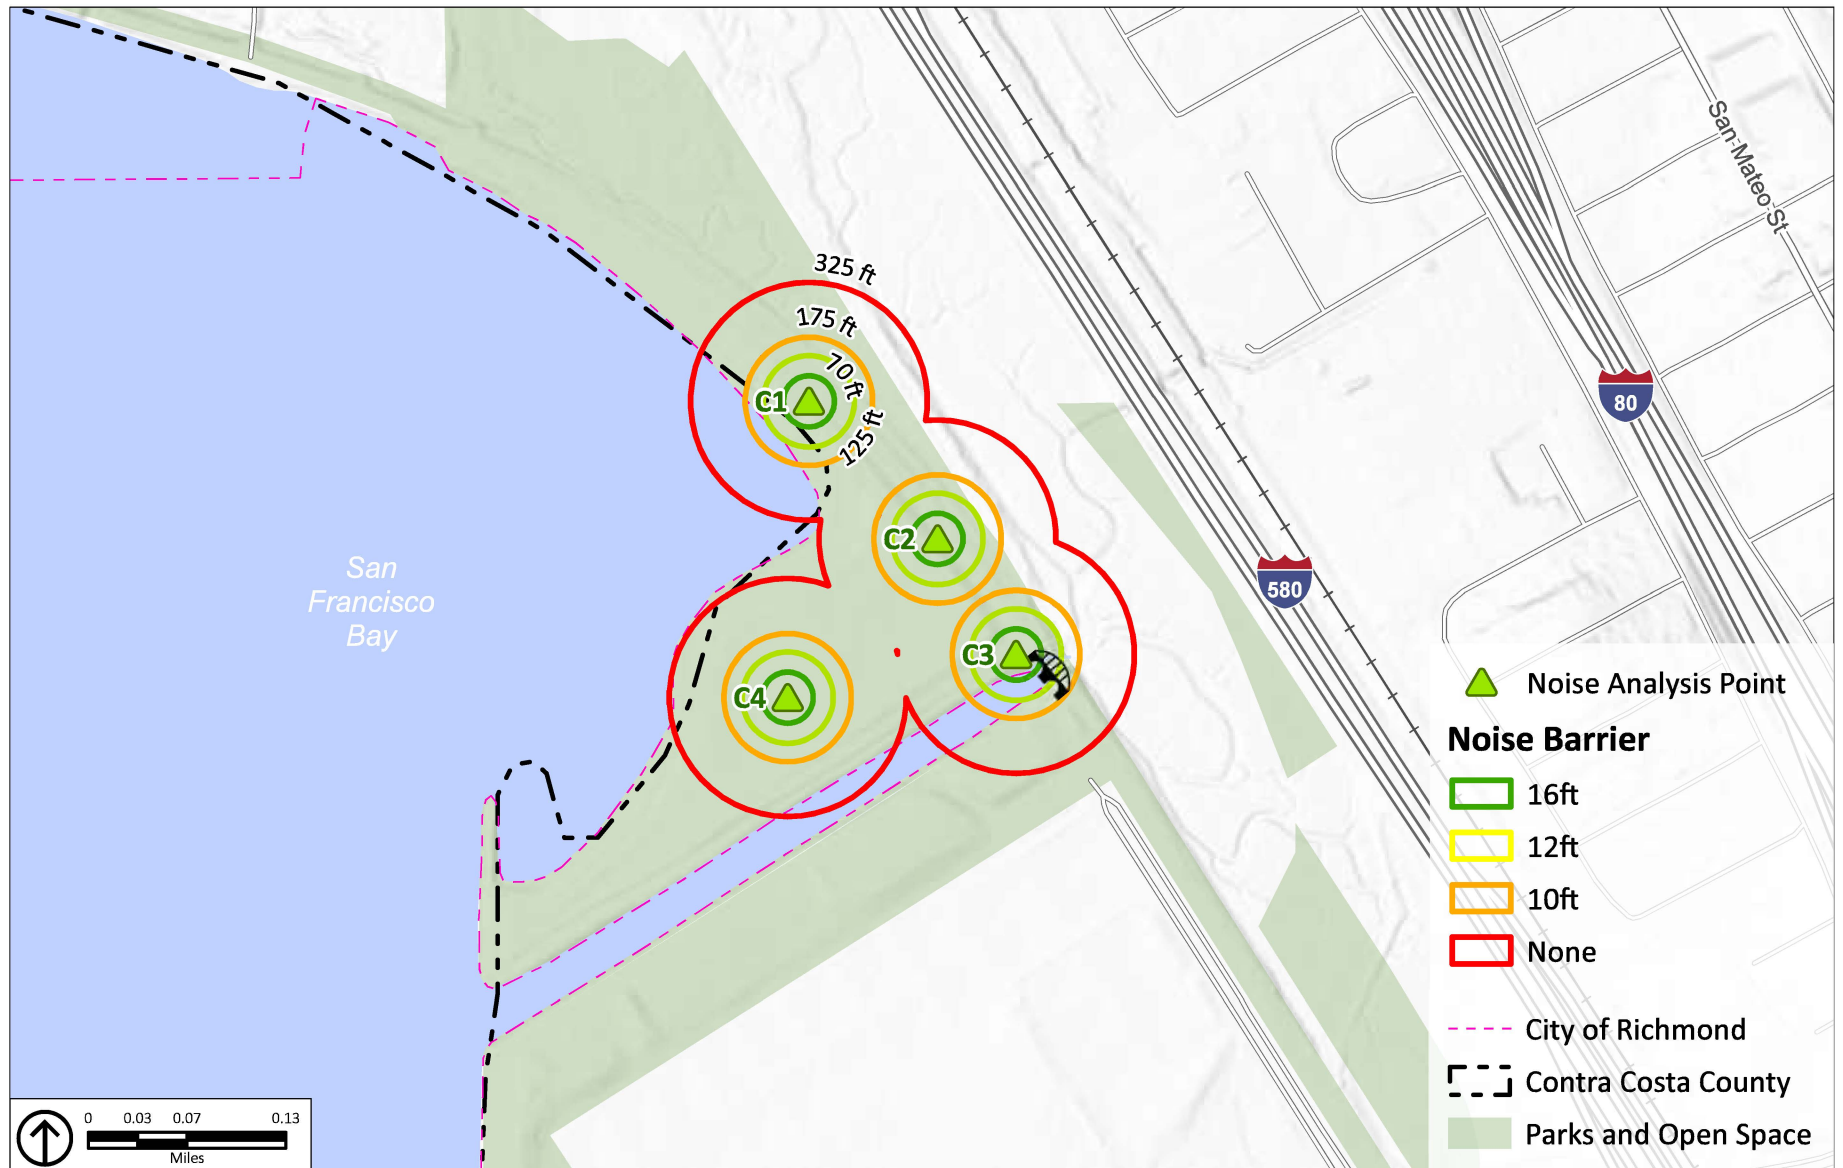 San Mateo St
325 ft
175 ft
70 ft
C1
80
125 ft
C2
San
Francisco
Bay
580
C3
C4
Noise Analysis Point
Noise Barrier
16ft
12ft
10ft
None
City of Richmond
Contra Costa County
Parks and Open Space
0 0.03 0.07 0.13
Miles